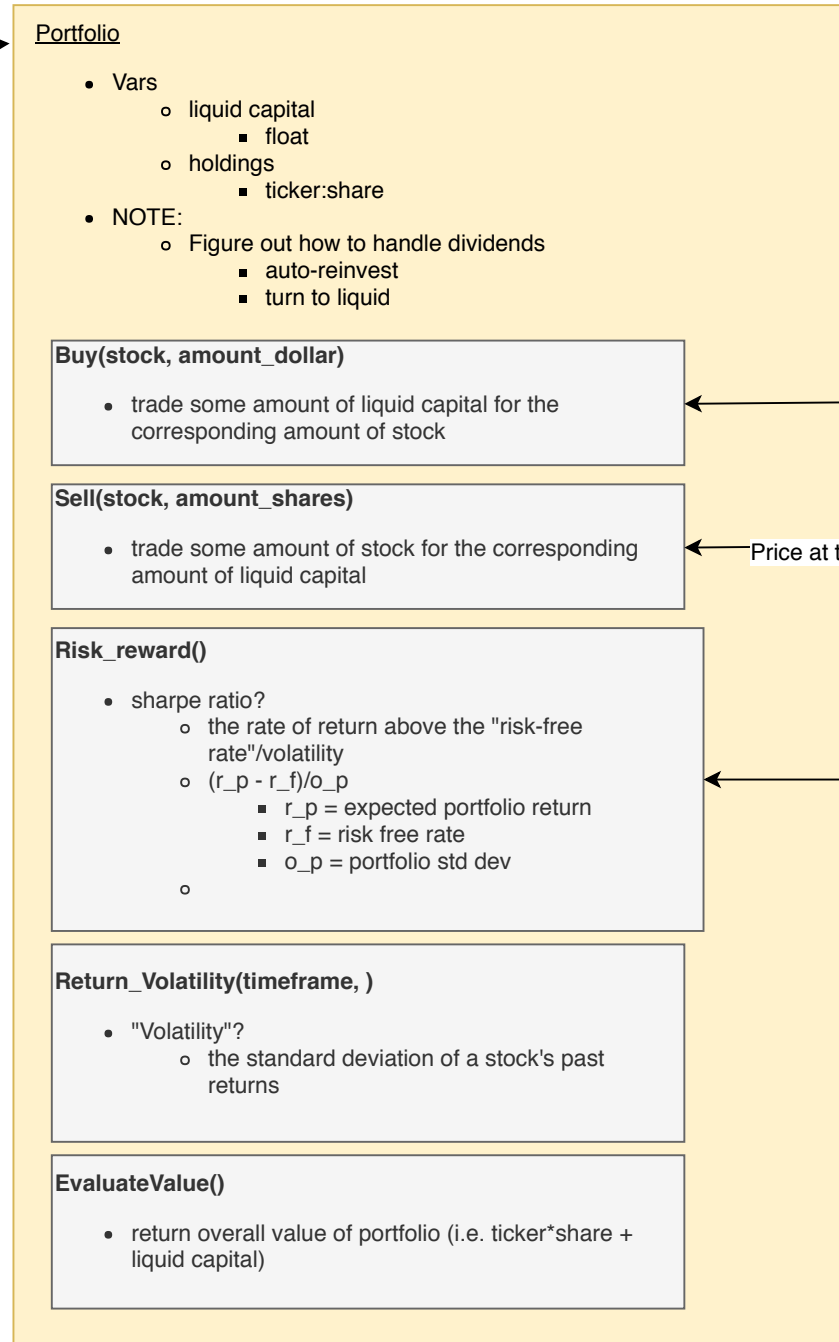 Portfolio
Vars
liquid capital
float
holdings
ticker:share
NOTE:
Figure out how to handle dividends
auto-reinvest
turn to liquid
Buy(stock, amount_dollar)
trade some amount of liquid capital for the
corresponding amount of stock
Sell(stock, amount_shares)
trade some amount of stock for the corresponding
amount of liquid capital
Price at t
Risk_reward()
sharpe ratio?
the rate of return above the "risk-free
rate"/volatility
(r_p - r_f)/o_p
r_p = expected portfolio return
r_f = risk free rate
o_p = portfolio std dev
Return_Volatility(timeframe, )
"Volatility"?
the standard deviation of a stock's past
returns
EvaluateValue()
return overall value of portfolio (i.e. ticker*share +
liquid capital)